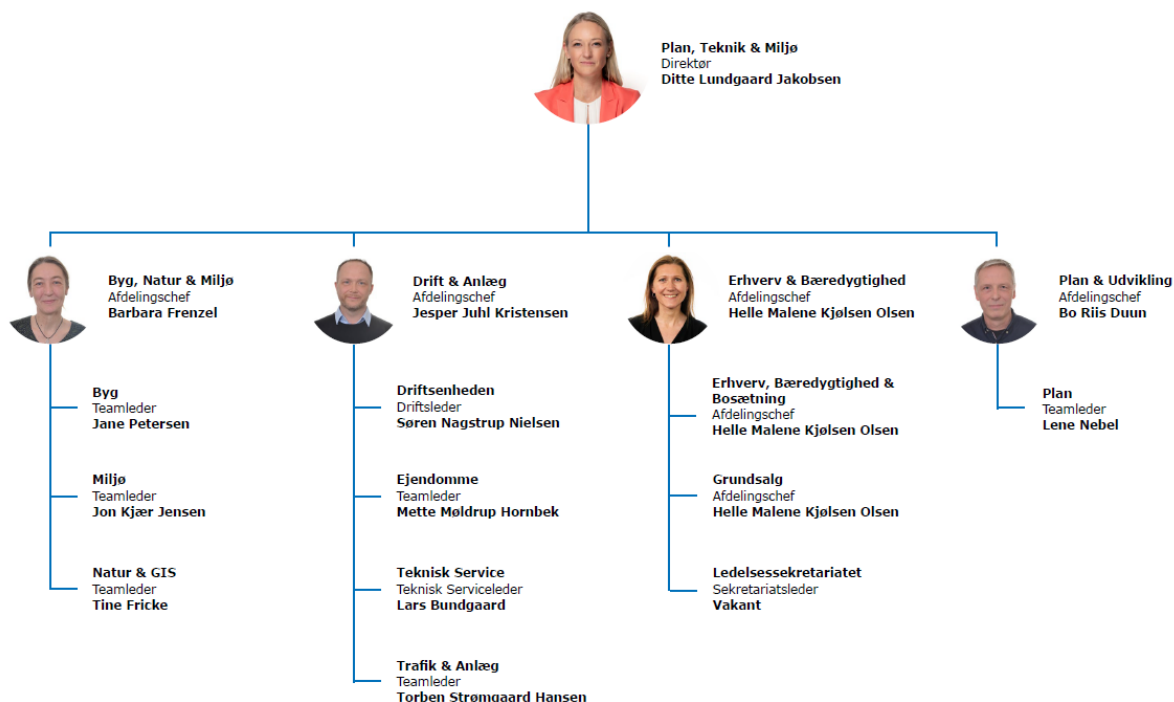 Plan, Teknik & Miljø
Direktør
Ditte Lundgaard Jakobsen
Byg, Natur & Miljø
Afdelingschef
Barbara Frenzel
Drift & Anlæg
Afdelingschef
Jesper Juhl Kristensen
Erhverv & Bæredygtighed
Afdelingschef
Helle Malene Kjølsen Olsen
Plan & Udvikling
Afdelingschef
Bo Riis Duun
Byg
Teamleder
Jane Petersen
Miljø
Teamleder
Jon Kjær Jensen
Natur & GIS
Teamleder
Tine Fricke
Driftsenheden
Driftsleder
Søren Nagstrup Nielsen
Ejendomme
Teamleder
Mette Møldrup Hornbek
Teknisk Service
Teknisk Serviceleder
Lars Bundgaard
Trafik & Anlæg
Teamleder
Torben Strømgaard Hansen
Erhverv, Bæredygtighed &
Bosætning
Afdelingschef
Helle Malene Kjølsen Olsen
Grundsalg
Afdelingschef
Helle Malene Kjølsen Olsen
Ledelsessekretariatet
Sekretariatsleder
Vakant
Plan
Teamleder
Lene Nebel